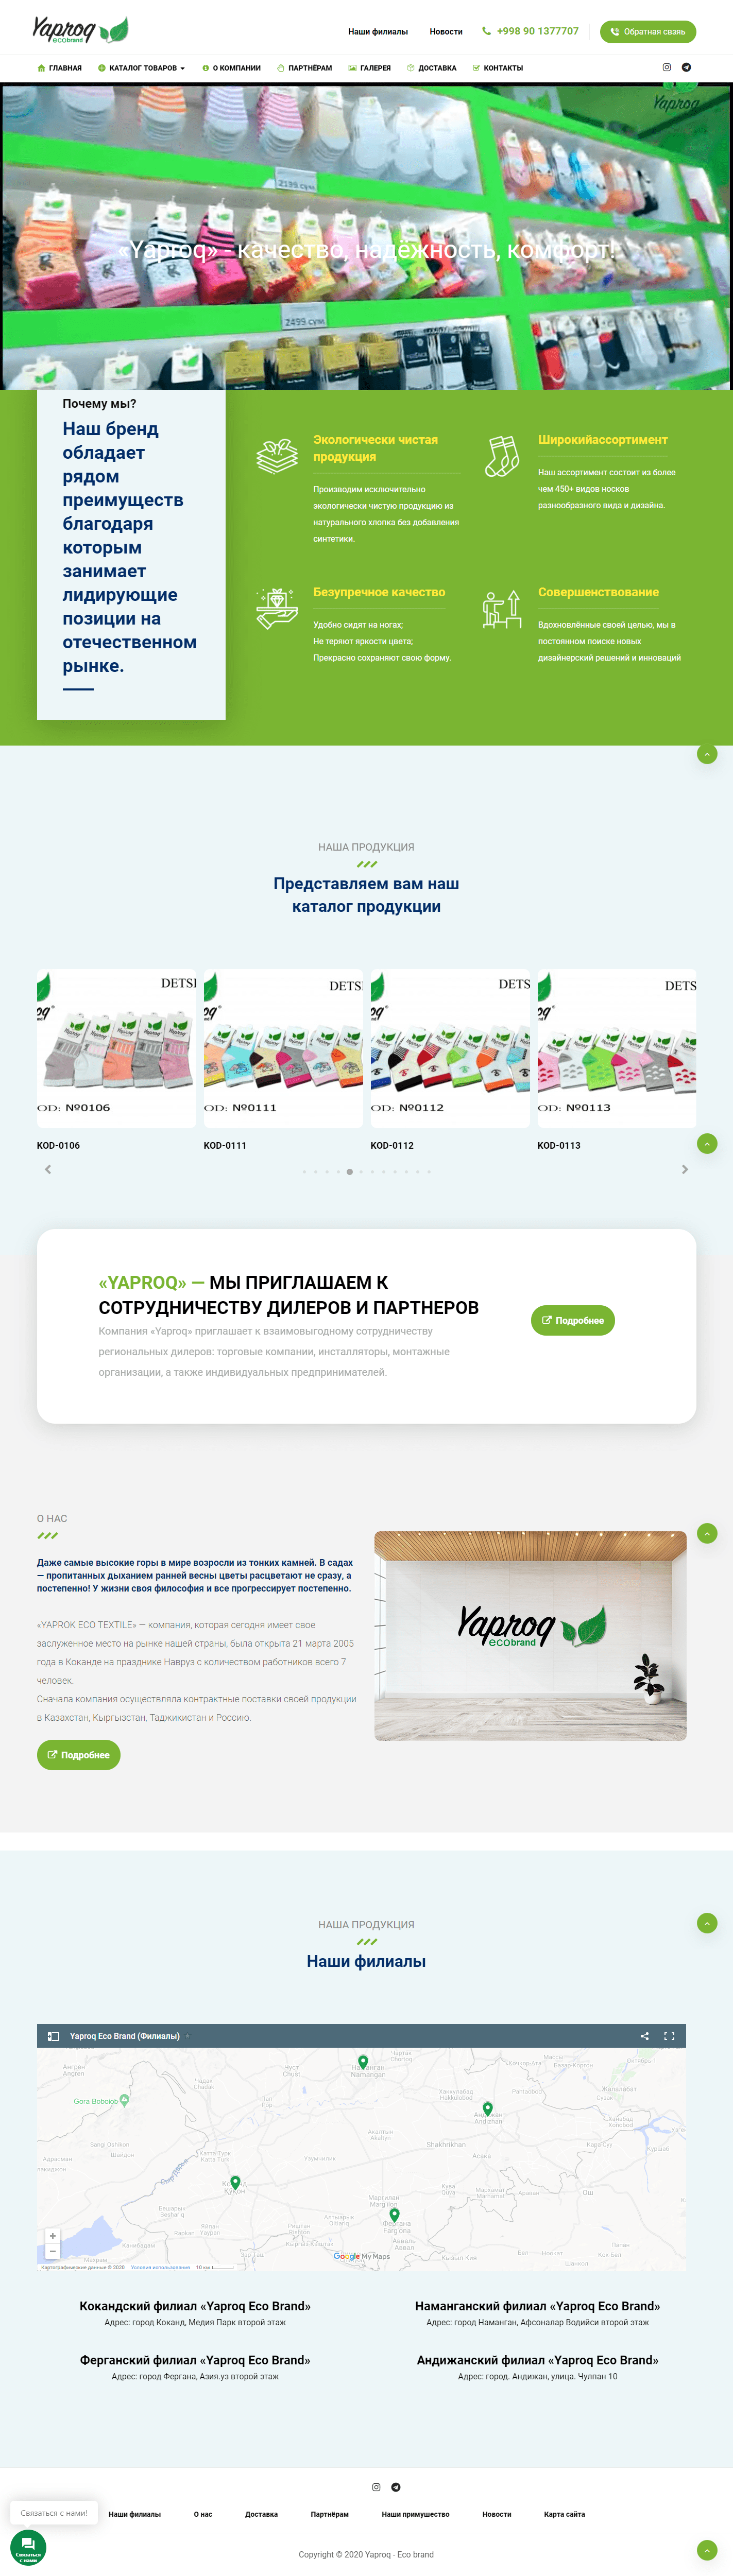 Yaproq
ecobrand
Наши филиалы
Новости
+998 90 1377707
Обратная связь
ГЛАВНАЯ
КАТАЛОГ ТОВАРОВ
О КОМПАНИИ
ПАРТНЁРАМ
ГАЛЕРЕЯ
ДОСТАВКА
КОНТАКТЫ
Yaproq
2199 сум
«Yaproq» - качество, надёжность, комфорт!
2499 сум
Почему мы?
Наш бренд
обладает
рядом
преимуществ
благодаря
которым
занимает
лидирующие
позиции на
отечественном
рынке.
Экологически чистая
продукция
Производим исключительно
экологически чистую продукцию из
натурального хлопка без добавления
синтетики.
Широкийассортимент
Наш ассортимент состоит из более
чем 450+ видов носков
разнообразного вида и дизайна.
Безупречное качество
Удобно сидят на ногах;
Не теряют яркости цвета;
Прекрасно сохраняют свою форму.
Совершенствование
Вдохновлённые своей целью, мы в
постоянном поиске новых
дизайнерский решений и инноваций
НАША ПРОДУКЦИЯ
Представляем вам наш
каталог продукции
DETSI
OD: №0106
KOD-0106
DETS
OD: №0111
KOD-0111
DETS
OD: №0112
KOD-0112
DETS
OD: №0113
KOD-0113
«YAPROQ» — МЫ ПРИГЛАШАЕМ К
СОТРУДНИЧЕСТВУ ДИЛЕРОВ И ПАРТНЕРОВ
Компания «Yaproq» приглашает к взаимовыгодному сотрудничеству
региональных дилеров: торговые компании, инсталляторы, монтажные
организации, а также индивидуальных предпринимателей.
Подробнее
О НАС
Даже самые высокие горы в мире возросли из тонких камней. В садах
— пропитанных дыханием ранней весны цветы расцветают не сразу, а
постепенно! У жизни своя философия и все прогрессирует постепенно.
«YAPROK ECO TEXTILE» — компания, которая сегодня имеет свое
заслуженное место на рынке нашей страны, была открыта 21 марта 2005
года в Коканде на празднике Навруз с количеством работников всего 7
человек.
Сначала компания осуществляла контрактные поставки своей продукции
в Казахстан, Кыргызстан, Таджикистан и Россию.
Подробнее
Yaproq
ecobrand
НАША ПРОДУКЦИЯ
Наши филиалы
Yaproq Eco Brand (Филиалы)
Gora Boboiob
Namangan
Andizhan
Shakhrikhan
Marg'ilon
Farg'ona
Google My Maps
Картографические данные © 2020
Условия использования
10 км
Кокандский филиал «Yaproq Eco Brand»
Адрес: город Коканд, Медия Парк второй этаж
Наманганский филиал «Yaproq Eco Brand»
Адрес: город Наманган, Афсоналар Водийси второй этаж
Ферганский филиал «Yaproq Eco Brand»
Адрес: город Фергана, Азия.уз второй этаж
Андижанский филиал «Yaproq Eco Brand»
Адрес: город. Андижан, улица. Чулпан 10
Связаться с нами!
Связаться
с нами
Наши филиалы
О нас
Доставка
Партнёрам
Наши примушество
Новости
Карта сайта
Copyright © 2020 Yaproq - Eco brand